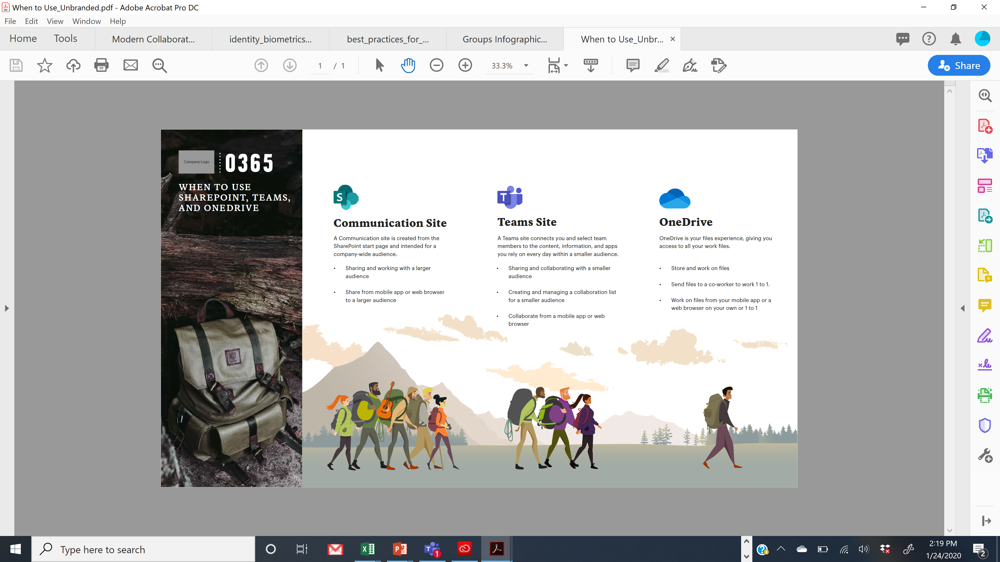 When to Use_Unbranded.pdf - Adobe Acrobat Pro DC
File Edit View Window Help
Home Tools Modern Collaborat... identity_biometrics... best_practices_for_... Groups Infographic... When to Use_Unbr...
1 / 1 33.3% Share
Company Logo
O365
WHEN TO USE
SHAREPOINT, TEAMS,
AND ONEDRIVE
Communication Site
A Communication site is created from the
SharePoint start page and intended for a
company-wide audience.
• Sharing and working with a larger
audience
• Share from mobile app or web browser
to a larger audience
Teams Site
A Teams site connects you and select team
members to the content, information, and apps
you rely on every day within a smaller audience.
• Sharing and collaborating with a smaller
audience
• Creating and managing a collaboration list
for a smaller audience
• Collaborate from a mobile app or web
browser
OneDrive
OneDrive is your files experience, giving you
access to all your work files.
• Store and work on files
• Send files to a co-worker to work 1 to 1.
• Work on files from your mobile app or a
web browser on your own or 1 to 1
Type here to search
1
2:19 PM
1/24/2020
2